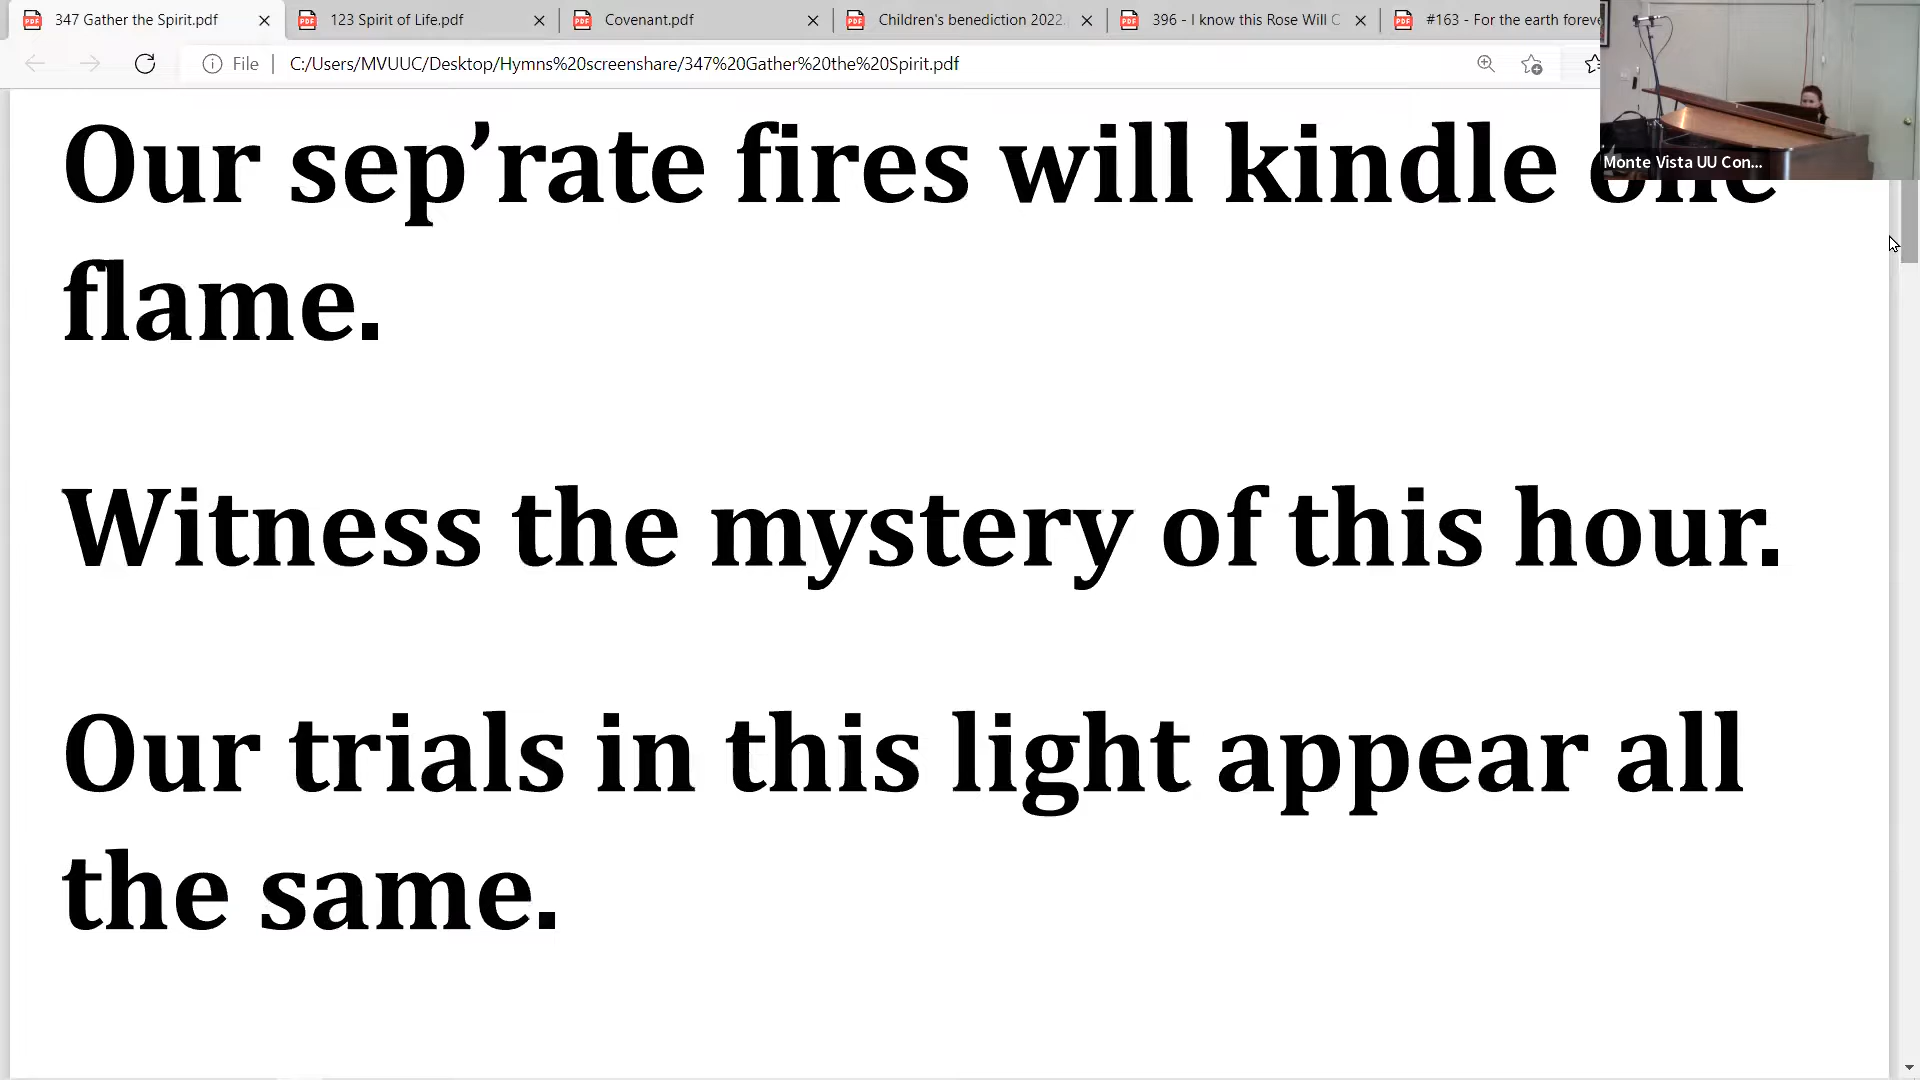 347 Gather the Spirit.pdf
123 Spirit of Life.pdf
Covenant.pdf
Children's benediction 2022
396 - I know this Rose Will C
#163 - For the earth foreve
File
C:/Users/MVUUC/Desktop/Hymns%20screenshare/347%20Gather%20the%20Spirit.pdf
Monte Vista UU Con...
Our sep’rate fires will kindle one
flame.
Witness the mystery of this hour.
Our trials in this light appear all
the same.